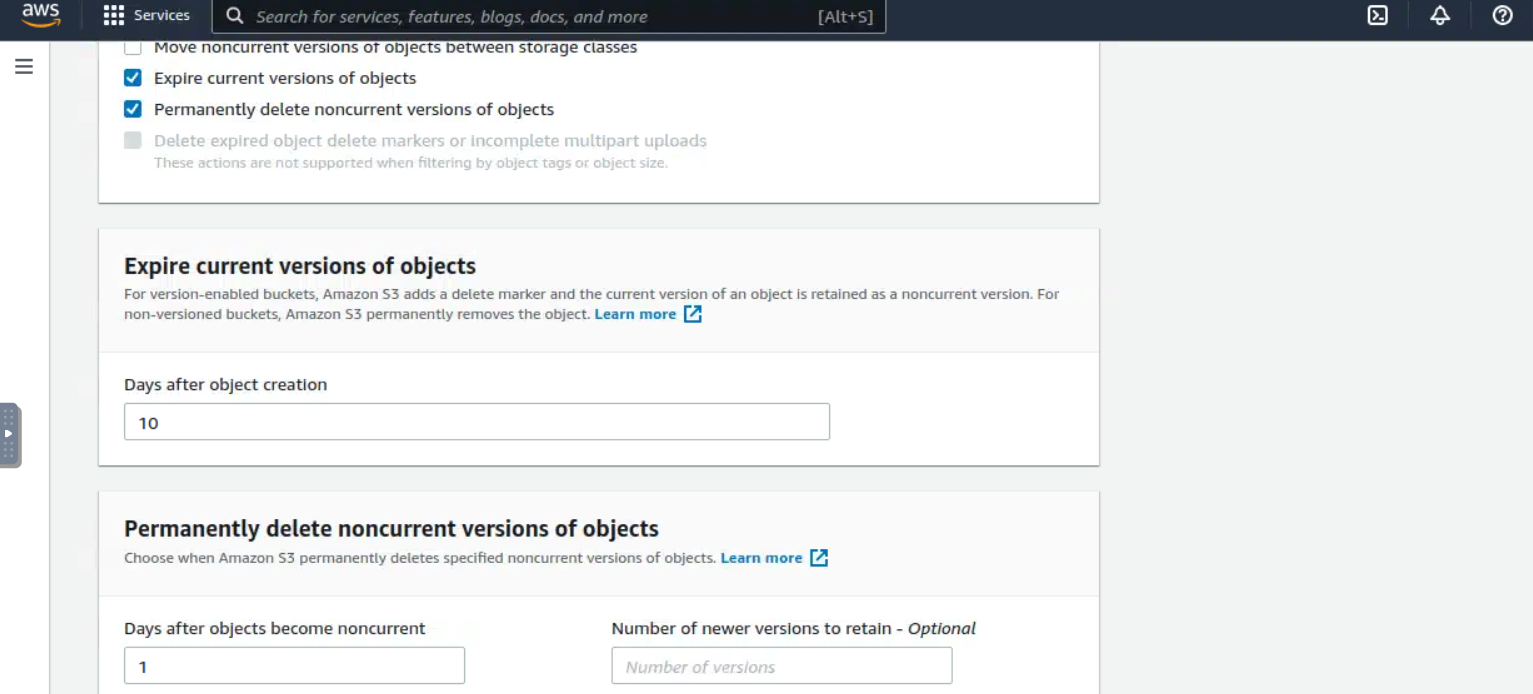 aws
Services
Search for services, features, blogs, docs, and more
[Alt+S]
Move noncurrent versions of objects between storage classes
Expire current versions of objects
Permanently delete noncurrent versions of objects
Delete expired object delete markers or incomplete multipart uploads
These actions are not supported when filtering by object tags or object size.
Expire current versions of objects
For version-enabled buckets, Amazon S3 adds a delete marker and the current version of an object is retained as a noncurrent version. For
non-versioned buckets, Amazon S3 permanently removes the object. Learn more
Days after object creation
10
Permanently delete noncurrent versions of objects
Choose when Amazon S3 permanently deletes specified noncurrent versions of objects. Learn more
Days after objects become noncurrent
1
Number of newer versions to retain - Optional
Number of versions